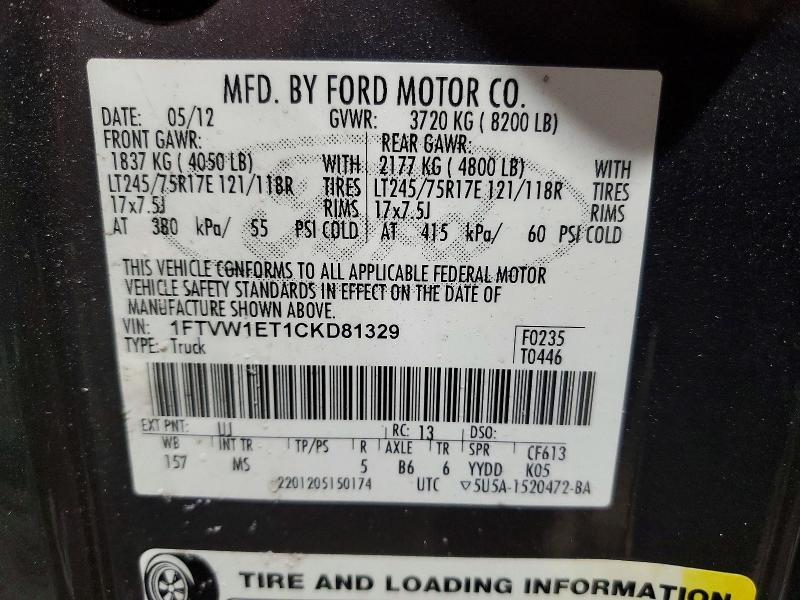 MFD. BY FORD MOTOR CO.
DATE: 05/12 GVWR: 3720 KG ( 8200 LB)
FRONT GAWR: REAR GAWR:
1837 KG ( 4050 LB) WITH 2177 KG ( 4800 LB) WITH
LT245/75R17E 121/118R TIRES LT245/75R17E 121/118R TIRES
17x7.5J RIMS 17x7.5J RIMS
AT 380 kPa/ 55 PSI COLD AT 415 kPa/ 60 PSI COLD
THIS VEHICLE CONFORMS TO ALL APPLICABLE FEDERAL MOTOR
VEHICLE SAFETY STANDARDS IN EFFECT ON THE DATE OF
MANUFACTURE SHOWN ABOVE.
VIN: 1FTVW1ET1CKD81329 F0235
TYPE: Truck T0446
EXT PNT: UJ RC: 13 DSO:
WB INT TR TP/PS R AXLE TR SPR CF613
157 MS 5 B6 6 YYDD K05
2201205150174 UTC ▽5U5A-1520472-BA
TIRE AND LOADING INFORMATION